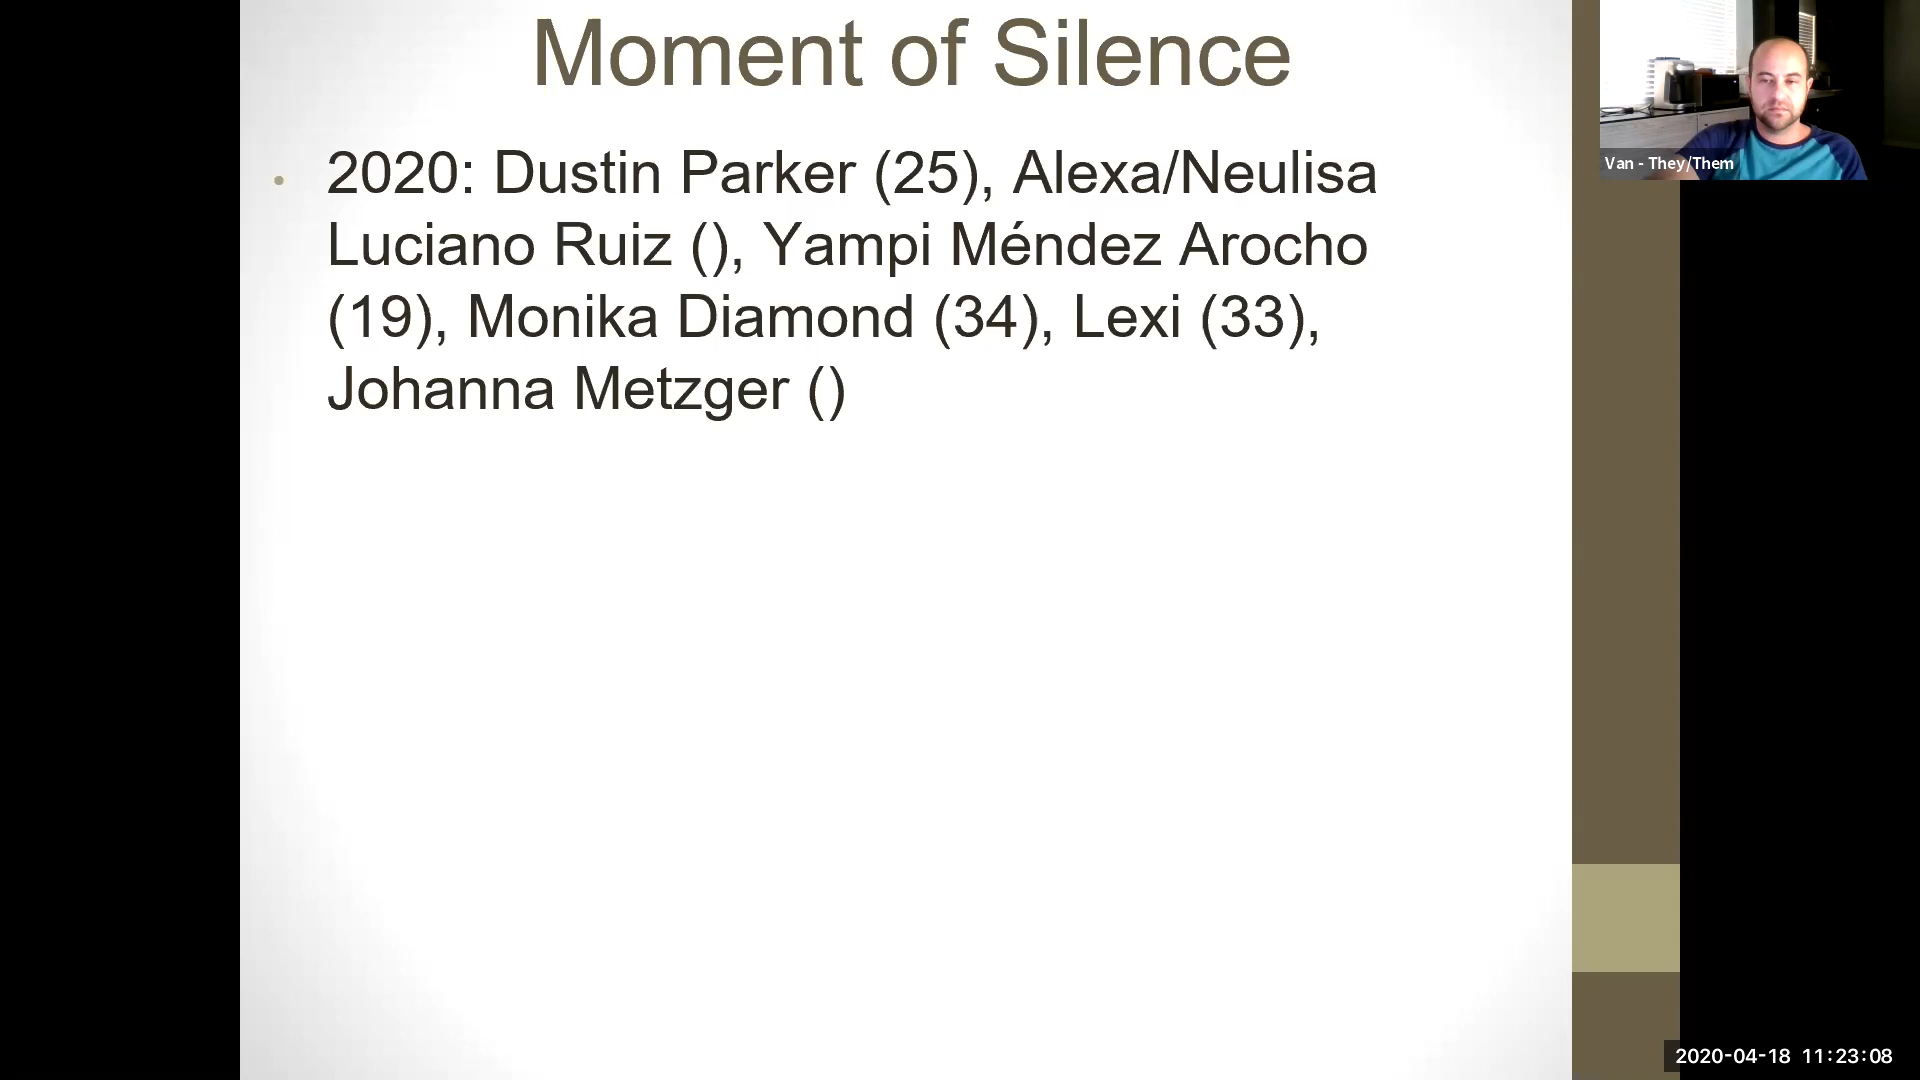 Moment of Silence
• 2020: Dustin Parker (25), Alexa/Neulisa
Luciano Ruiz (), Yampi Méndez Arocho
(19), Monika Diamond (34), Lexi (33),
Johanna Metzger ()
Van - They/Them
2020-04-18 11:23:08